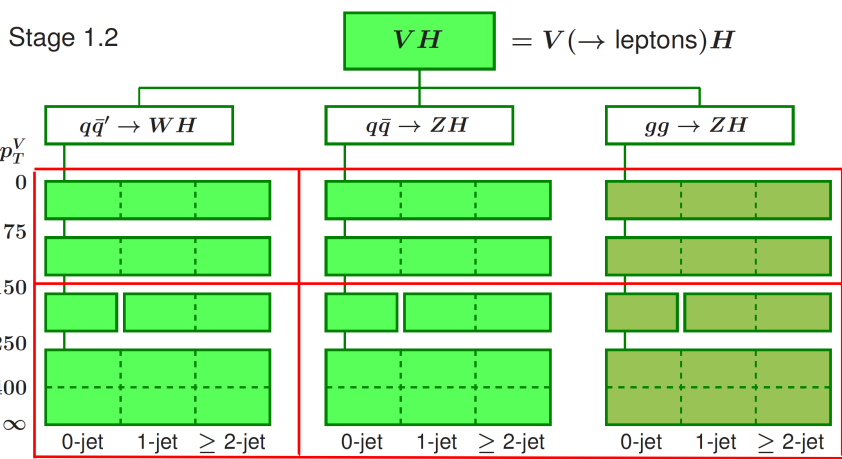 Stage 1.2
VH = V(→ leptons)H
qq̄′ → WH
qq̄ → ZH
gg → ZH
p_T^V
0
75
150
250
400
∞
0-jet 1-jet ≥ 2-jet
0-jet 1-jet ≥ 2-jet
0-jet 1-jet ≥ 2-jet